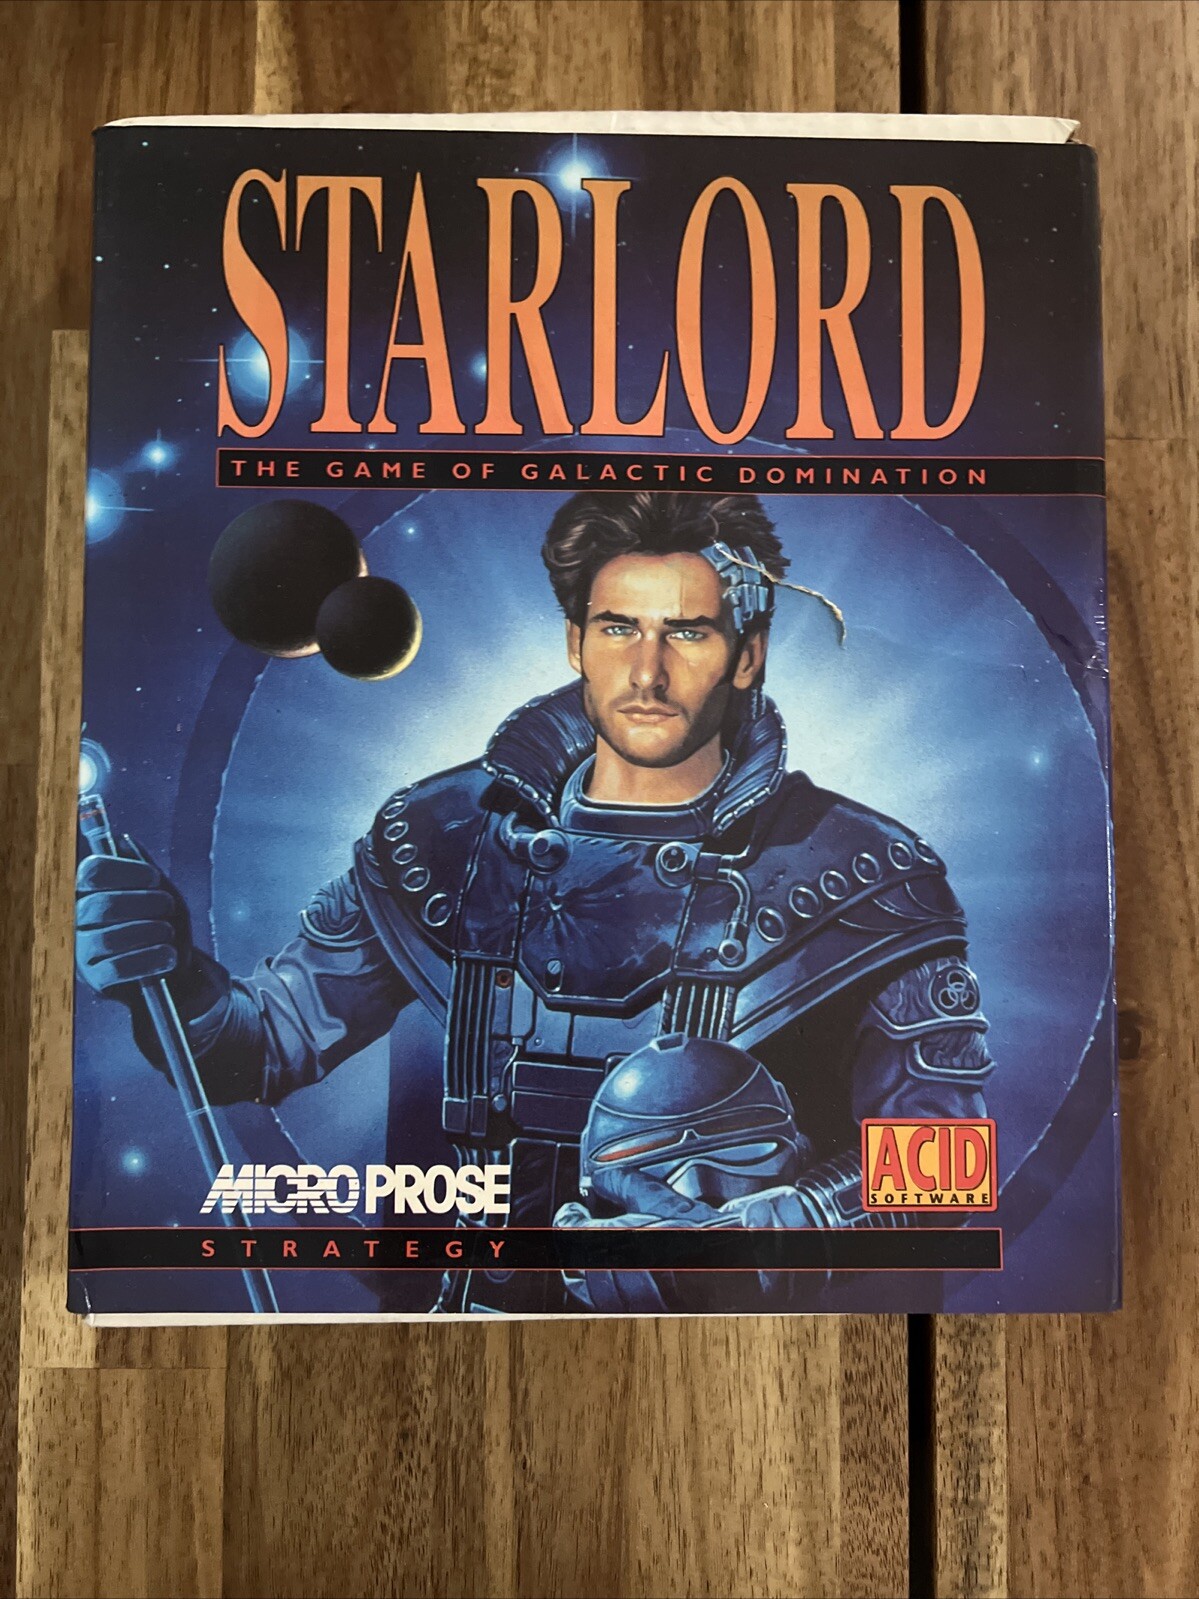 STARLORD
THE GAME OF GALACTIC DOMINATION
MICROPROSE
ACID
SOFTWARE
STRATEGY